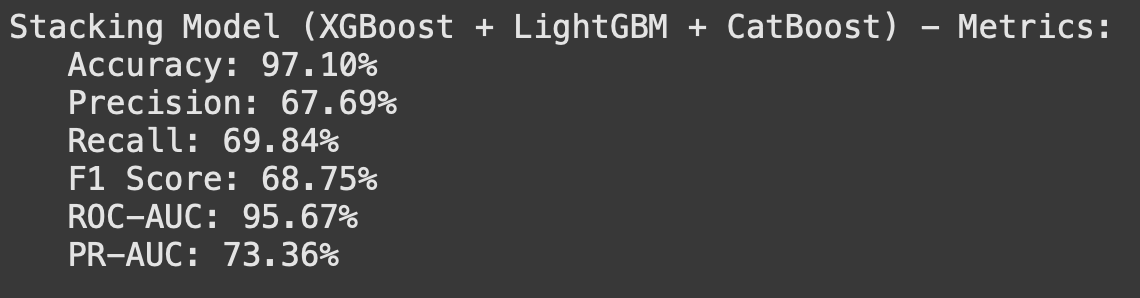 Stacking Model (XGBoost + LightGBM + CatBoost) - Metrics:
Accuracy: 97.10%
Precision: 67.69%
Recall: 69.84%
F1 Score: 68.75%
ROC-AUC: 95.67%
PR-AUC: 73.36%